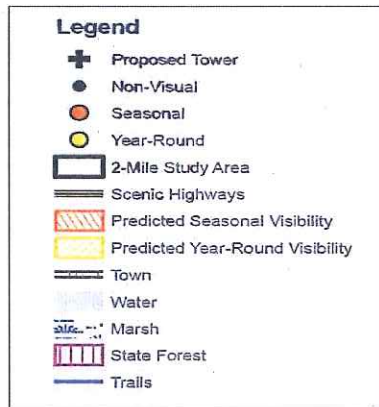 Legend
Proposed Tower
Non-Visual
Seasonal
Year-Round
2-Mile Study Area
Scenic Highways
Predicted Seasonal Visibility
Predicted Year-Round Visibility
Town
Water
Marsh
State Forest
Trails